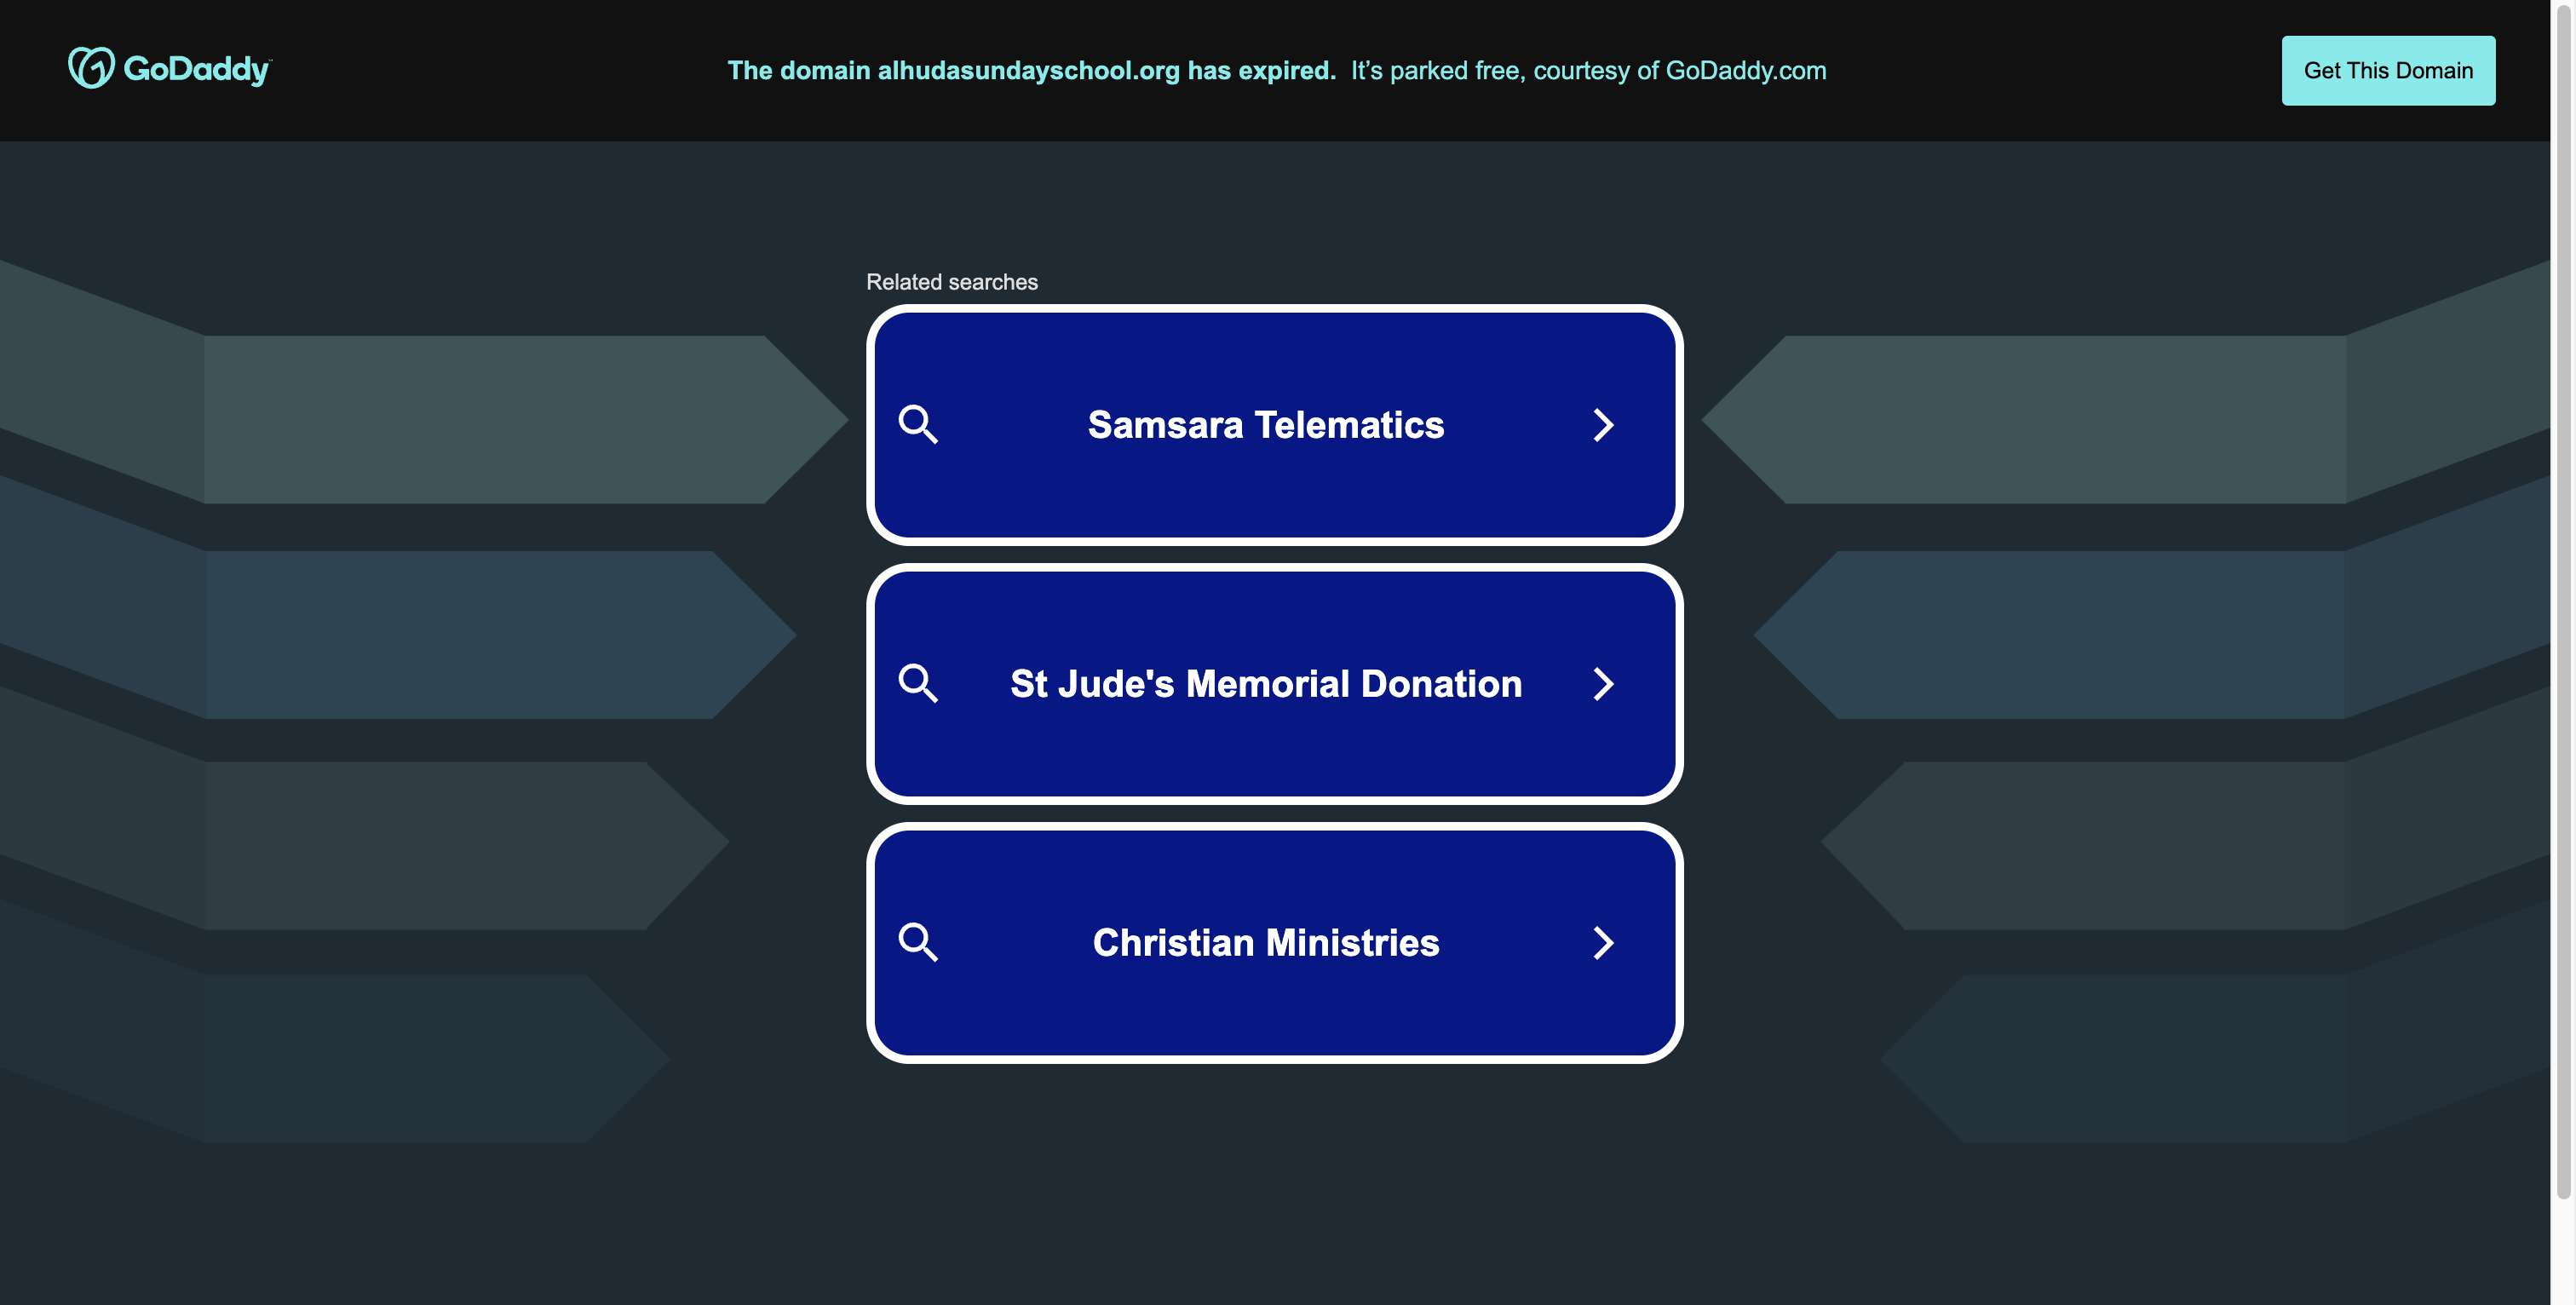 GoDaddy
The domain alhudasundayschool.org has expired. It’s parked free, courtesy of GoDaddy.com
Get This Domain
Related searches
Samsara Telematics
St Jude's Memorial Donation
Christian Ministries